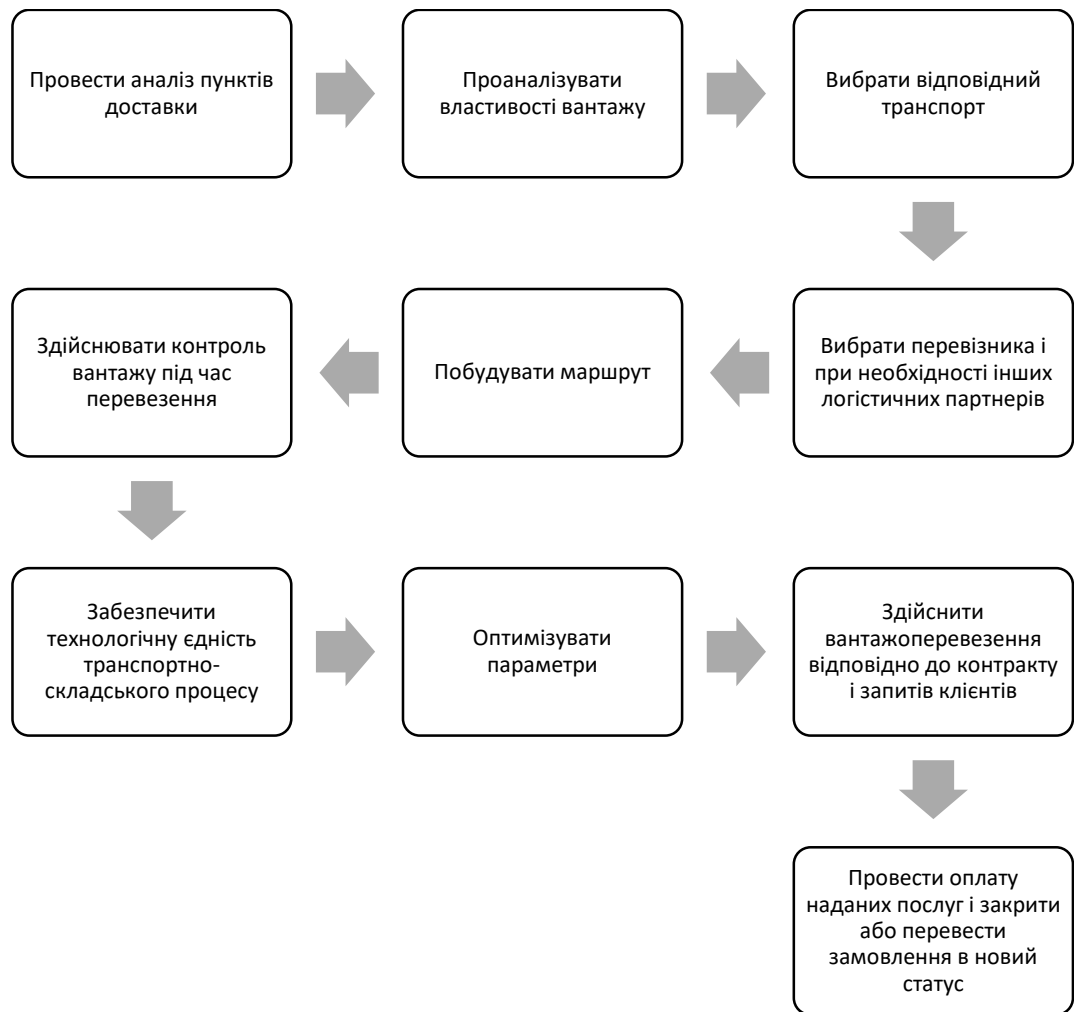 Провести аналіз пунктів
доставки
Проаналізувати
властивості вантажу
Вибрати відповідний
транспорт
Вибрати перевізника і
при необхідності інших
логістичних партнерів
Побудувати маршрут
Здійснювати контроль
вантажу під час
перевезення
Забезпечити
технологічну єдність
транспортно-
складського процесу
Оптимізувати
параметри
Здійснити
вантажоперевезення
відповідно до контракту
і запитів клієнтів
Провести оплату
наданих послуг і закрити
або перевести
замовлення в новий
статус